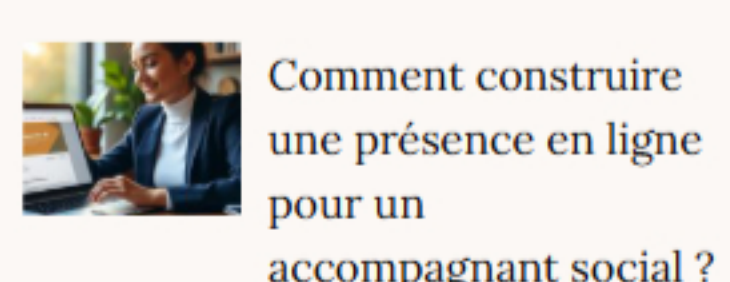 Comment construire
une présence en ligne
pour un
accompagnant social ?